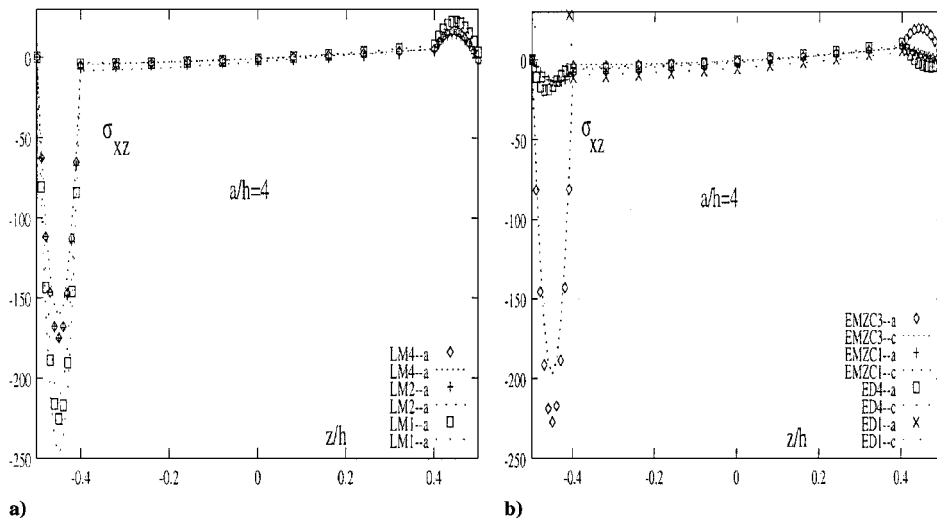 0
-50
-100
-150
-200
-250
-0.4
-0.2
0
0.2
0.4
σxz
a/h=4
z/h
LM4--a
LM4--a
LM2--a
LM2--a
LM1--a
LM1--a
a)
0
-50
-100
-150
-200
-250
-0.4
-0.2
0
0.2
0.4
σxz
a/h=4
z/h
EMZC3--a
EMZC3--c
EMZC1--a
EMZC1--c
ED4--a
ED4--c
ED1--a
ED1--c
b)